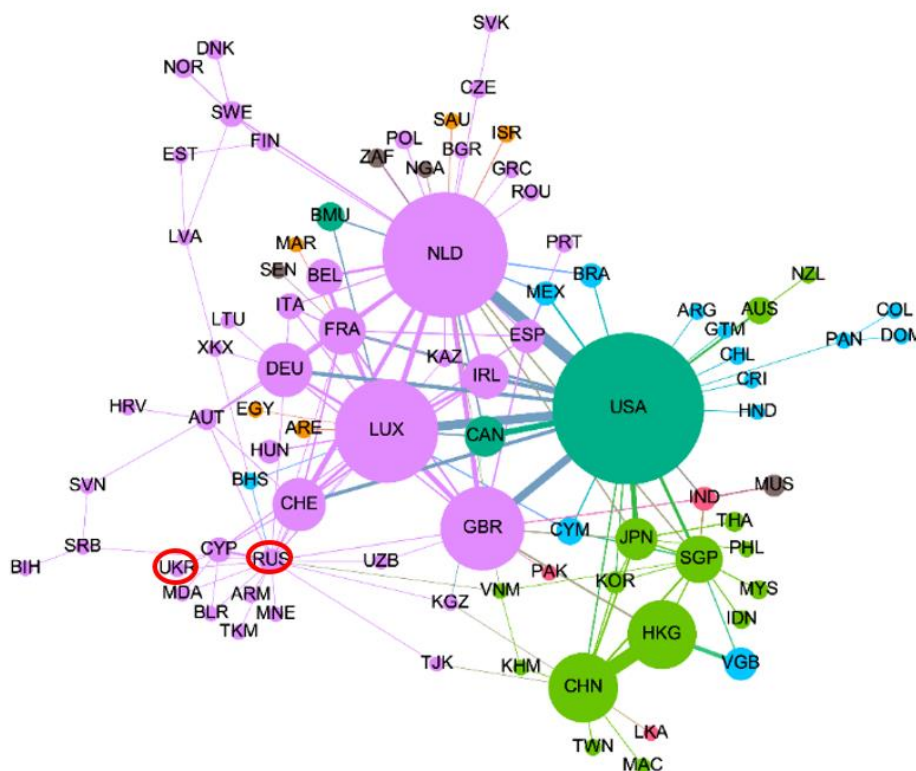 SVK
DNK
NOR
CZE
SWE
SAU
ISR
FIN
POL
BGR
EST
ZAF
NGA
GRC
ROU
BMU
LVA
MAR
NLD
PRT
NZL
SEN
BEL
BRA
MEX
ARG
AUS
COL
ITA
LTU
FRA
ESP
GTM
PAN
DOM
XKX
KAZ
CHL
DEU
IRL
CRI
USA
HRV
AUT
EGY
LUX
HND
ARE
CAN
HUN
BHS
SVN
IND
MUS
CHE
GBR
CYM
JPN
THA
SRB
CYP
RUS
UZB
SGP
PHL
BIH
UKR
PAK
KOR
MYS
MDA
ARM
VNM
BLR
MNE
KGZ
IDN
TKM
HKG
TJK
KHM
VGB
CHN
LKA
TWN
MAC